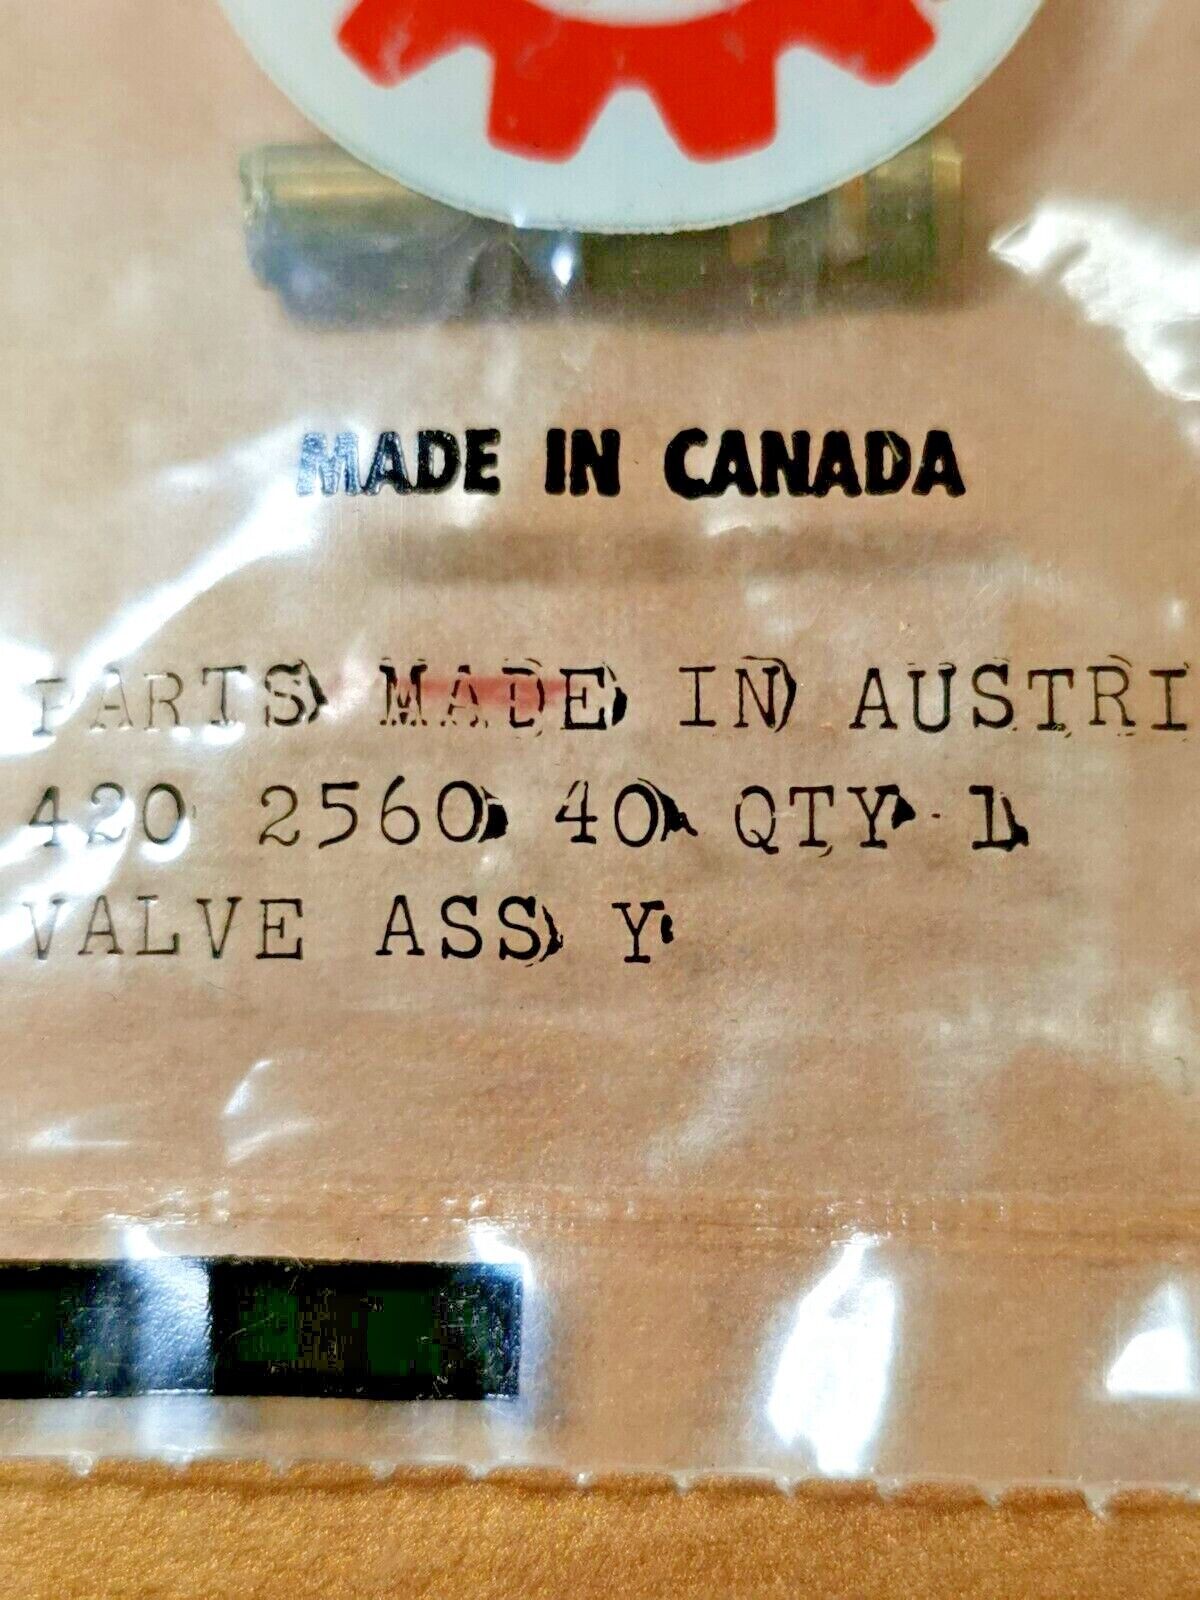 MADE IN CANADA
PARTS MADE IN AUSTRI
420 2560 40 QTY 1
VALVE ASS Y